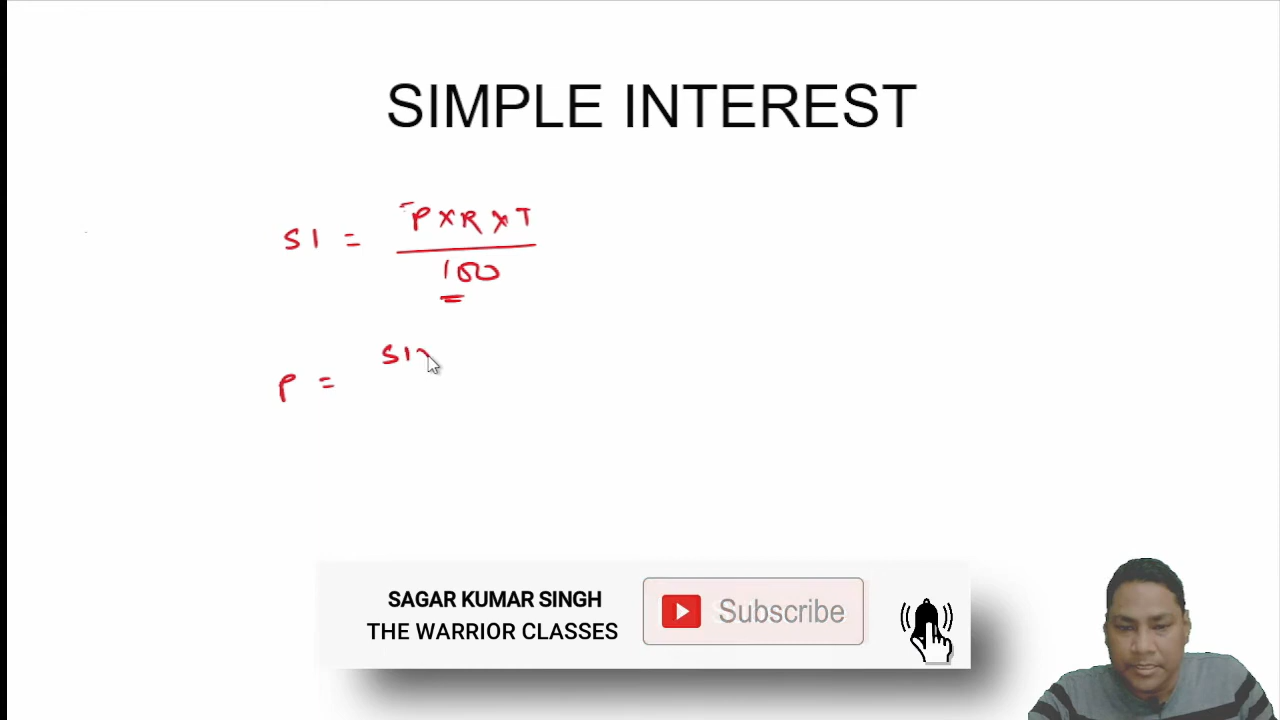 SIMPLE INTEREST
SI = P × R × T
100
P = SI
SAGAR KUMAR SINGH
THE WARRIOR CLASSES
Subscribe